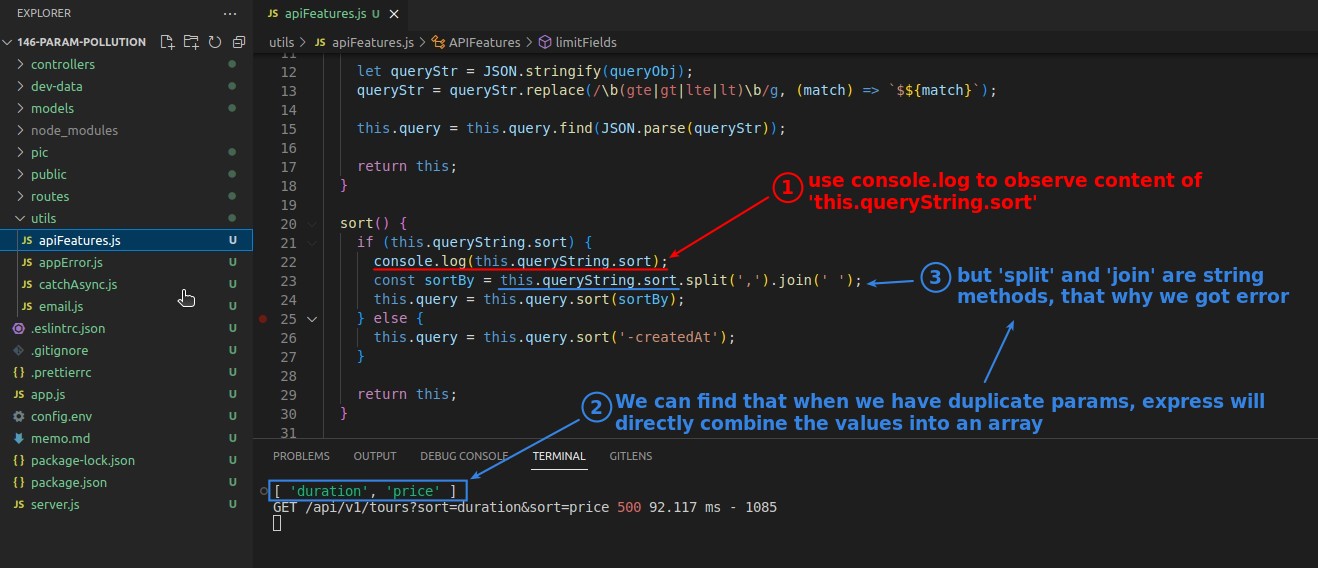 EXPLORER ...
146-PARAM-POLLUTION
controllers
dev-data
models
node_modules
pic
public
routes
utils
JS apiFeatures.js U
JS appError.js U
JS catchAsync.js U
JS email.js U
.eslintrc.json U
.gitignore U
{} .prettierrc U
JS app.js U
config.env U
memo.md U
{} package-lock.json U
{} package.json U
JS server.js U
JS apiFeatures.js U
utils > JS apiFeatures.js > APIFeatures > limitFields
11
12 let queryStr = JSON.stringify(queryObj);
13 queryStr = queryStr.replace(/\b(gte|gt|lte|lt)\b/g, (match) => `$${match}`);
14
15 this.query = this.query.find(JSON.parse(queryStr));
16
17 return this;
18 }
19
20 sort() {
21 if (this.queryString.sort) {
22 console.log(this.queryString.sort);
23 const sortBy = this.queryString.sort.split(',').join(' ');
24 this.query = this.query.sort(sortBy);
25 } else {
26 this.query = this.query.sort('-createdAt');
27 }
28
29 return this;
30 }
31
1 use console.log to observe content of
'this.queryString.sort'
3 but 'split' and 'join' are string
methods, that why we got error
2 We can find that when we have duplicate params, express will
directly combine the values into an array
PROBLEMS OUTPUT DEBUG CONSOLE TERMINAL GITLENS
[ 'duration', 'price' ]
GET /api/v1/tours?sort=duration&sort=price 500 92.117 ms - 1085